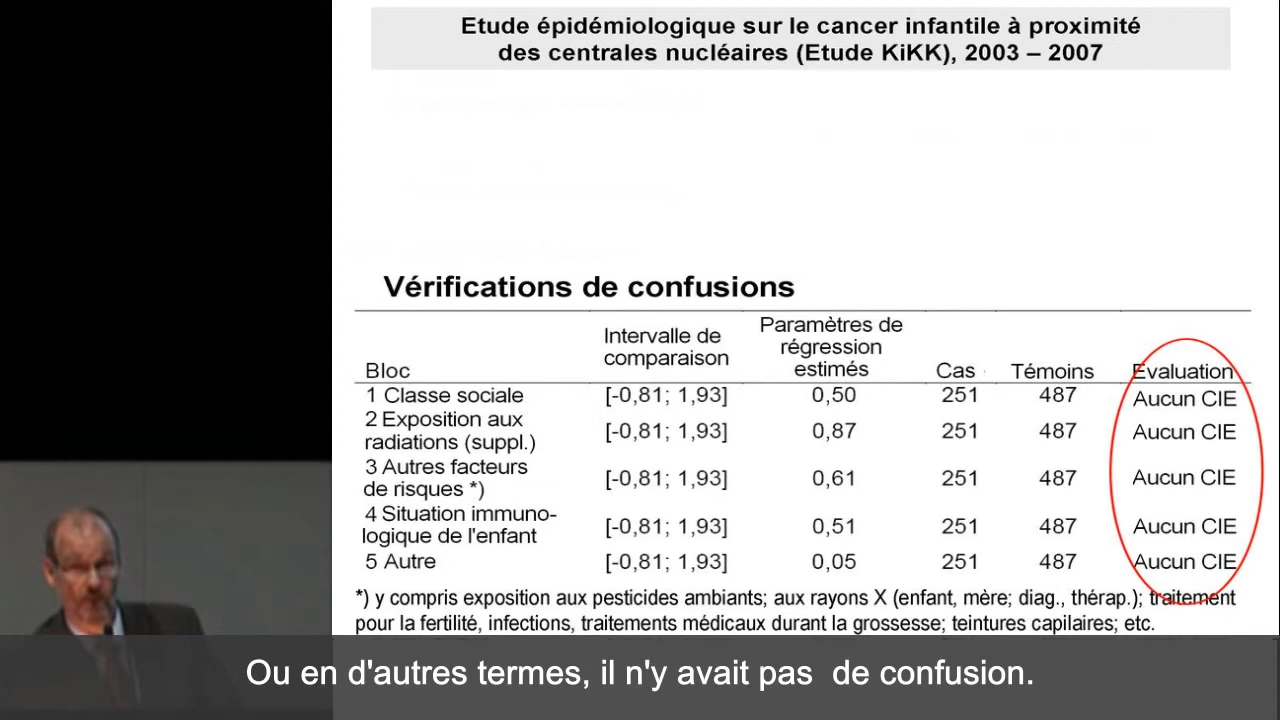 Etude épidémiologique sur le cancer infantile à proximité
des centrales nucléaires (Etude KiKK), 2003 – 2007
Vérifications de confusions
Bloc Intervalle de comparaison Paramètres de régression estimés Cas Témoins Evaluation
1 Classe sociale [-0,81; 1,93] 0,50 251 487 Aucun CIE
2 Exposition aux radiations (suppl.) [-0,81; 1,93] 0,87 251 487 Aucun CIE
3 Autres facteurs de risques *) [-0,81; 1,93] 0,61 251 487 Aucun CIE
4 Situation immuno-logique de l'enfant [-0,81; 1,93] 0,51 251 487 Aucun CIE
5 Autre [-0,81; 1,93] 0,05 251 487 Aucun CIE
*) y compris exposition aux pesticides ambiants; aux rayons X (enfant, mère; diag., thérap.); traitement
pour la fertilité, infections, traitements médicaux durant la grossesse; teintures capilaires; etc.
Ou en d'autres termes, il n'y avait pas de confusion.